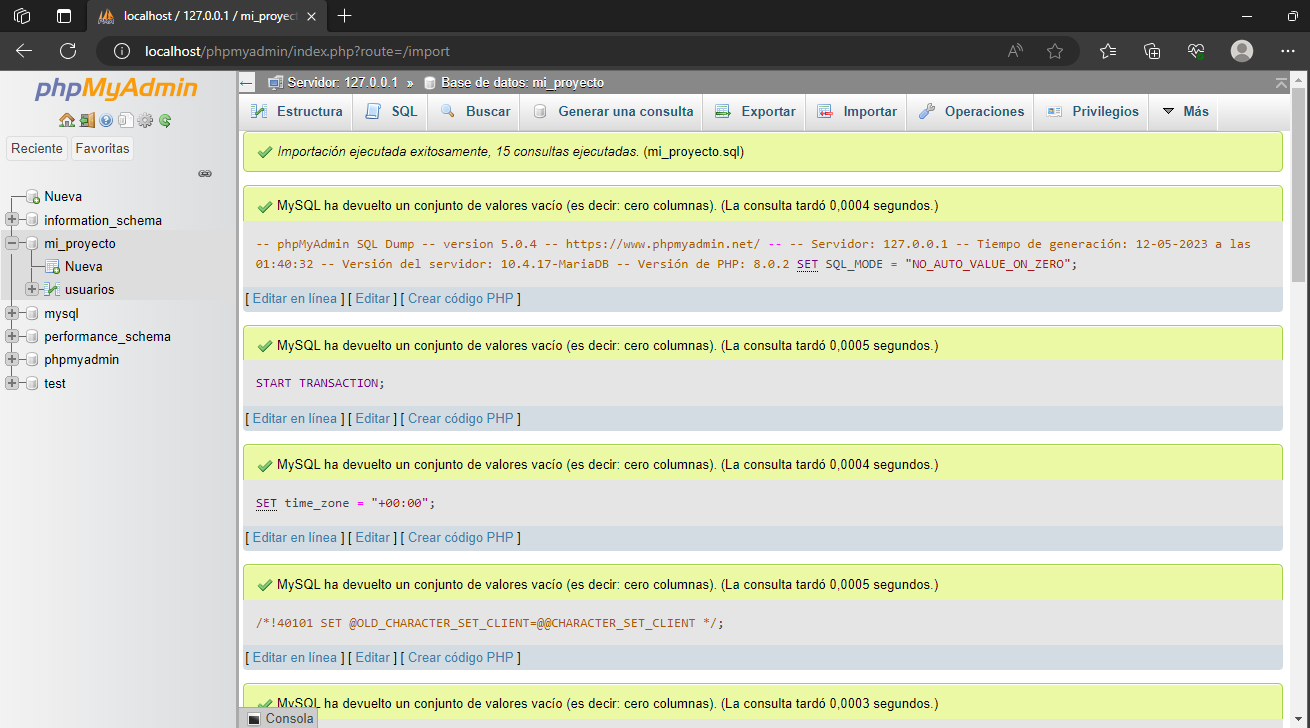 localhost / 127.0.0.1 / mi_proyec
localhost/phpmyadmin/index.php?route=/import
phpMyAdmin
Reciente Favoritas
Nueva
information_schema
mi_proyecto
Nueva
usuarios
mysql
performance_schema
phpmyadmin
test
Servidor: 127.0.0.1 » Base de datos: mi_proyecto
Estructura SQL Buscar Generar una consulta Exportar Importar Operaciones Privilegios Más
Importación ejecutada exitosamente, 15 consultas ejecutadas. (mi_proyecto.sql)
MySQL ha devuelto un conjunto de valores vacío (es decir: cero columnas). (La consulta tardó 0,0004 segundos.)
-- phpMyAdmin SQL Dump -- version 5.0.4 -- https://www.phpmyadmin.net/ -- -- Servidor: 127.0.0.1 -- Tiempo de generación: 12-05-2023 a las
01:40:32 -- Versión del servidor: 10.4.17-MariaDB -- Versión de PHP: 8.0.2 SET SQL_MODE = "NO_AUTO_VALUE_ON_ZERO";
[ Editar en línea ] [ Editar ] [ Crear código PHP ]
MySQL ha devuelto un conjunto de valores vacío (es decir: cero columnas). (La consulta tardó 0,0005 segundos.)
START TRANSACTION;
[ Editar en línea ] [ Editar ] [ Crear código PHP ]
MySQL ha devuelto un conjunto de valores vacío (es decir: cero columnas). (La consulta tardó 0,0004 segundos.)
SET time_zone = "+00:00";
[ Editar en línea ] [ Editar ] [ Crear código PHP ]
MySQL ha devuelto un conjunto de valores vacío (es decir: cero columnas). (La consulta tardó 0,0005 segundos.)
/*!40101 SET @OLD_CHARACTER_SET_CLIENT=@@CHARACTER_SET_CLIENT */;
[ Editar en línea ] [ Editar ] [ Crear código PHP ]
MySQL ha devuelto un conjunto de valores vacío (es decir: cero columnas). (La consulta tardó 0,0003 segundos.)
Consola